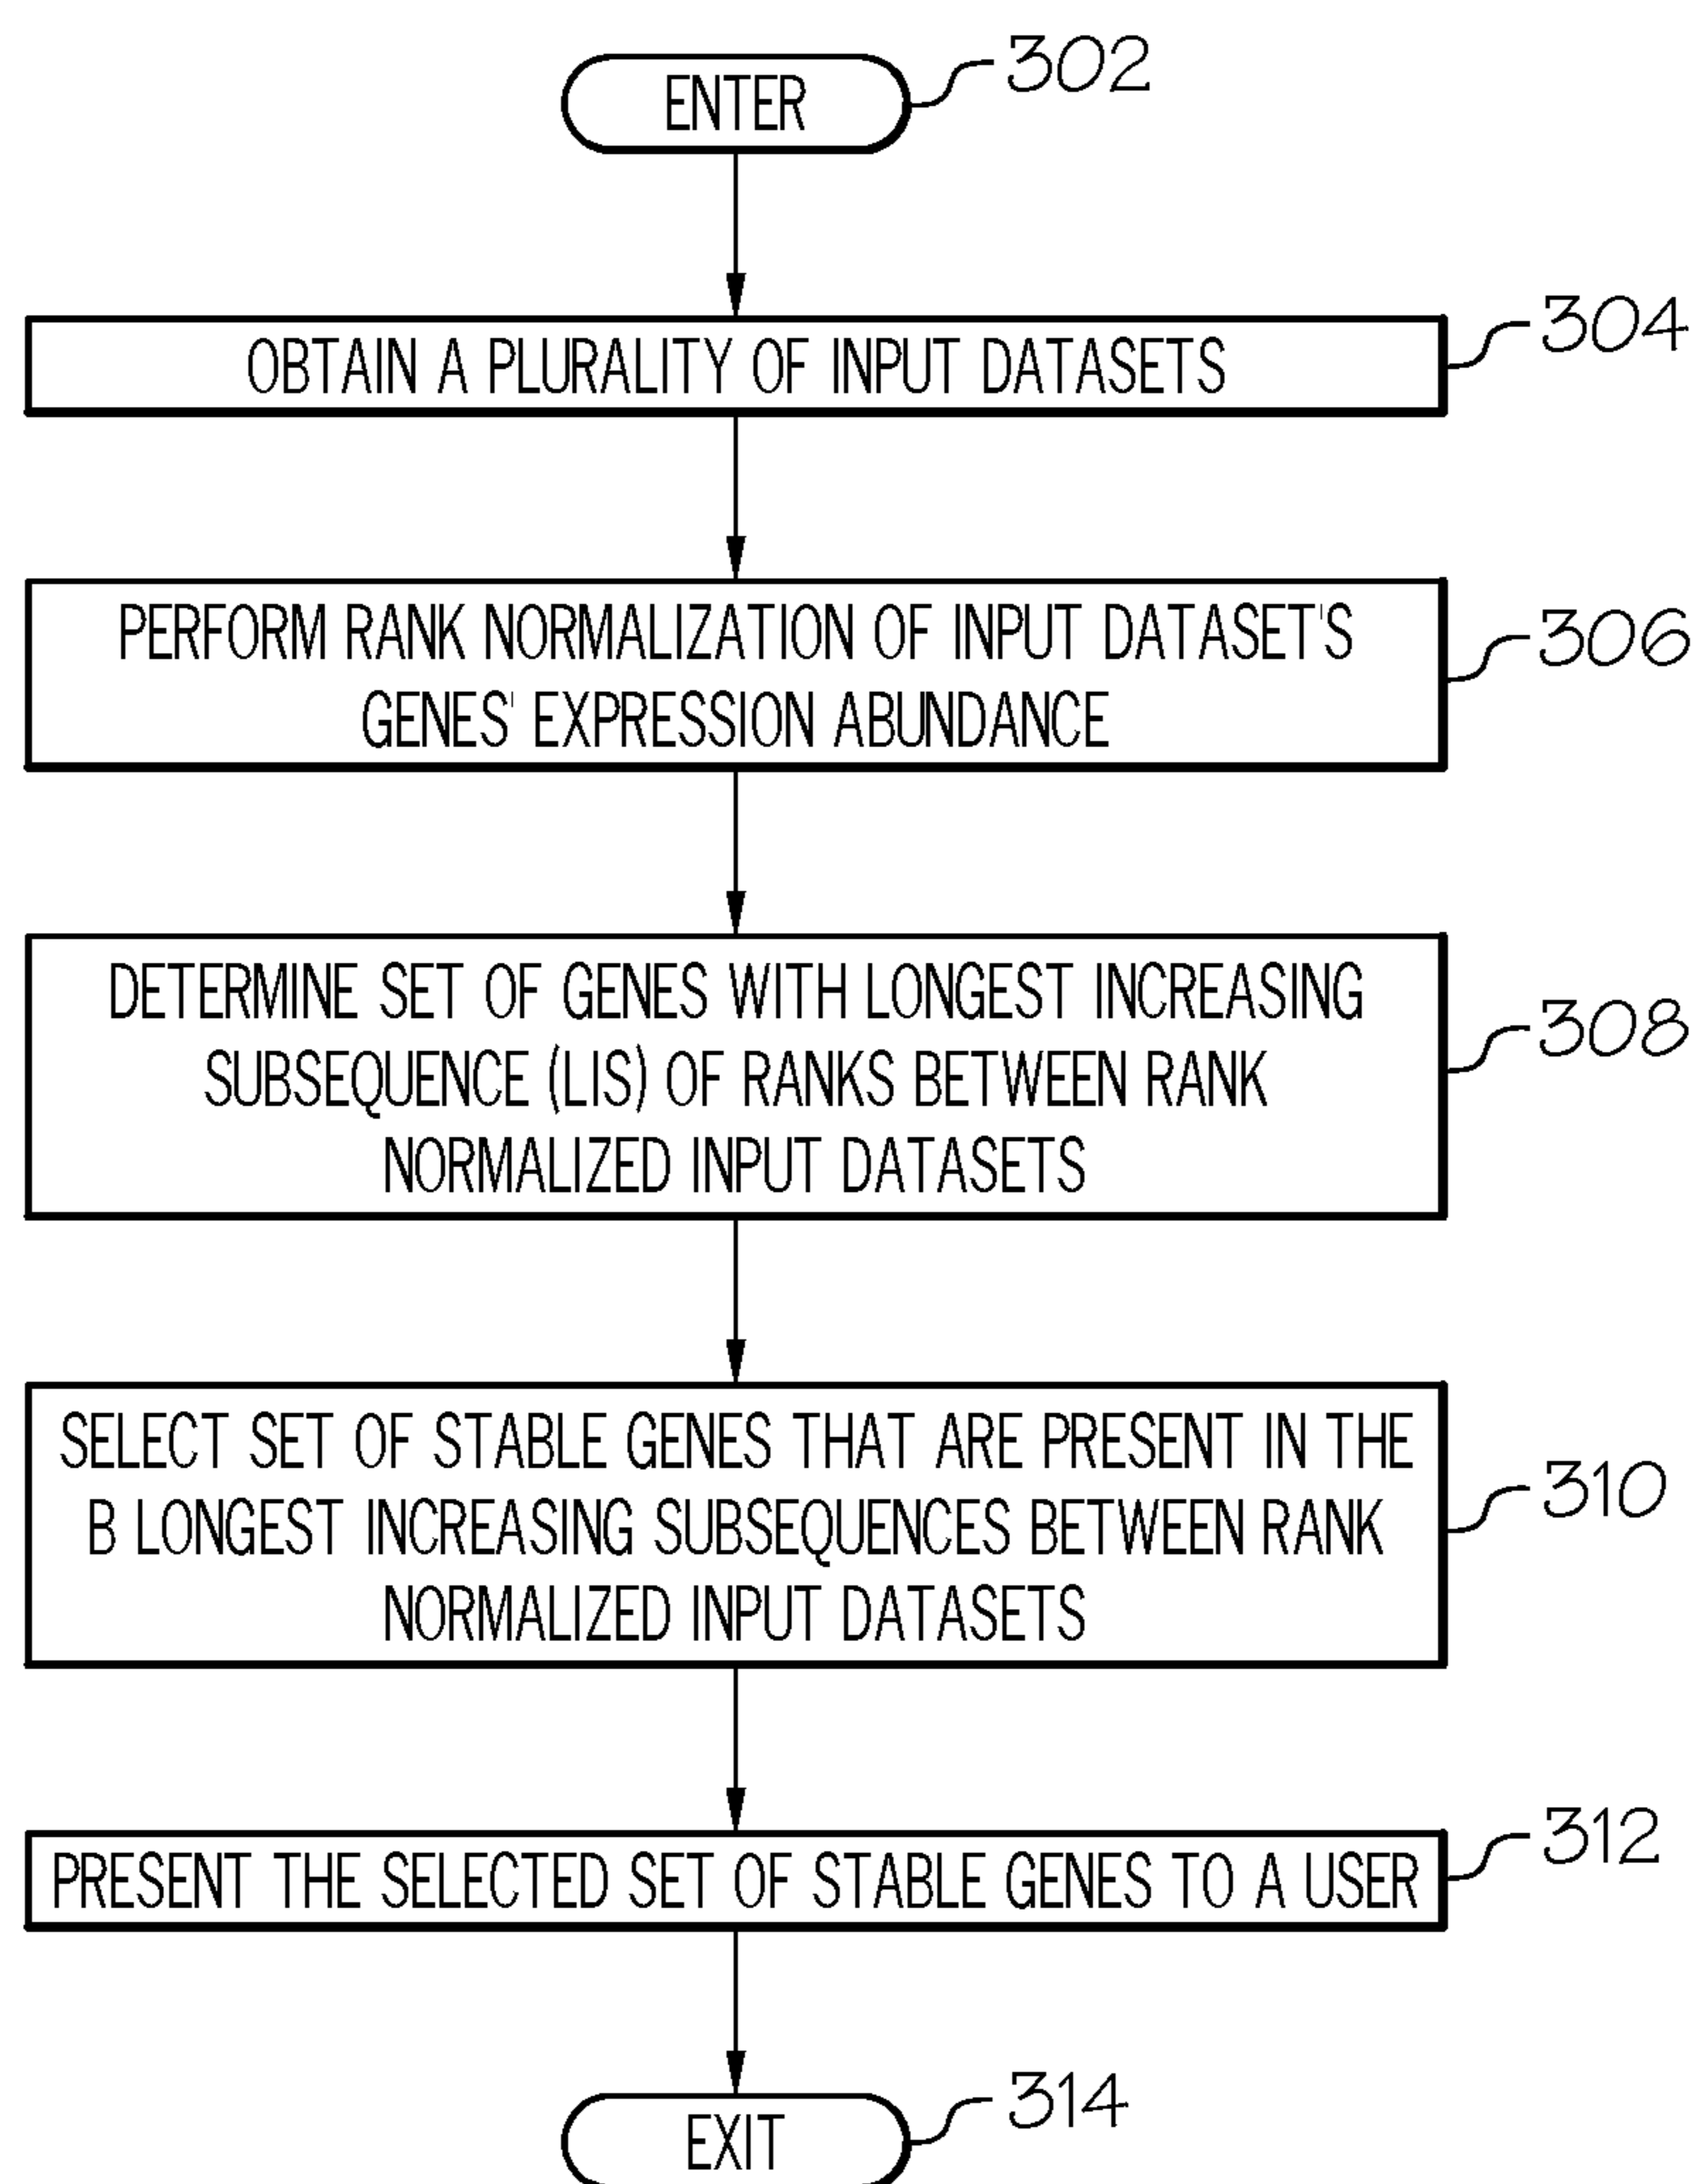 ENTER
302
OBTAIN A PLURALITY OF INPUT DATASETS
304
PERFORM RANK NORMALIZATION OF INPUT DATASET'S
GENES' EXPRESSION ABUNDANCE
306
DETERMINE SET OF GENES WITH LONGEST INCREASING
SUBSEQUENCE (LIS) OF RANKS BETWEEN RANK
NORMALIZED INPUT DATASETS
308
SELECT SET OF STABLE GENES THAT ARE PRESENT IN THE
B LONGEST INCREASING SUBSEQUENCES BETWEEN RANK
NORMALIZED INPUT DATASETS
310
PRESENT THE SELECTED SET OF STABLE GENES TO A USER
312
EXIT
314